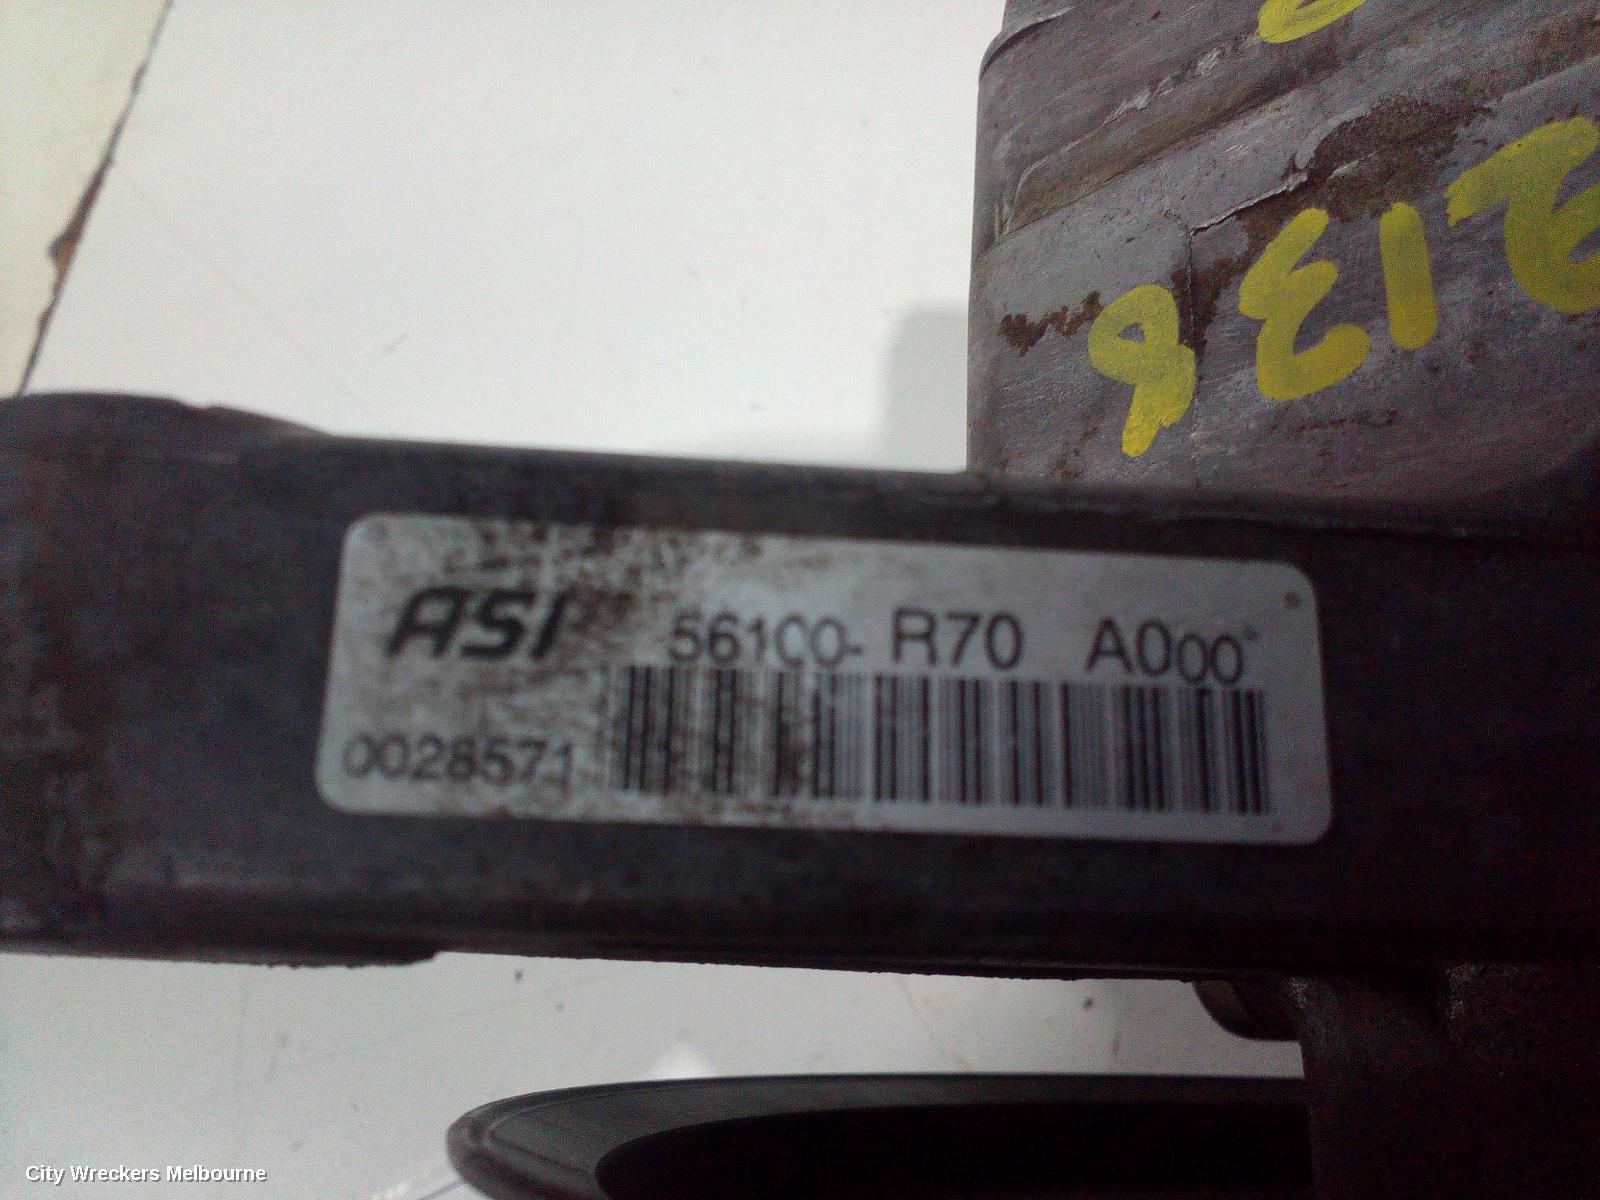 2138
ASI 56100- R70 A000
0028571
City Wreckers Melbourne